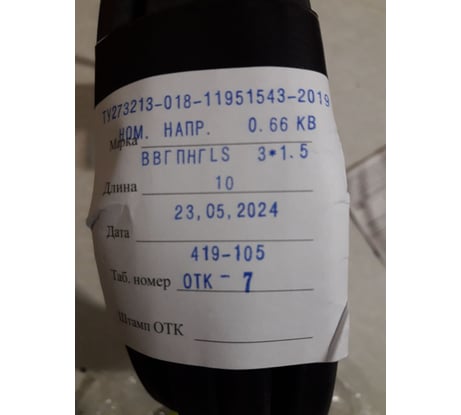 ТУ273213-018-11951543-2019
НОМ. НАПР. 0.66 КВ
Марка ВВГПНГLS 3*1.5
Длина 10
23,05,2024
Дата
419-105
Таб. номер ОТК - 7
Штамп ОТК